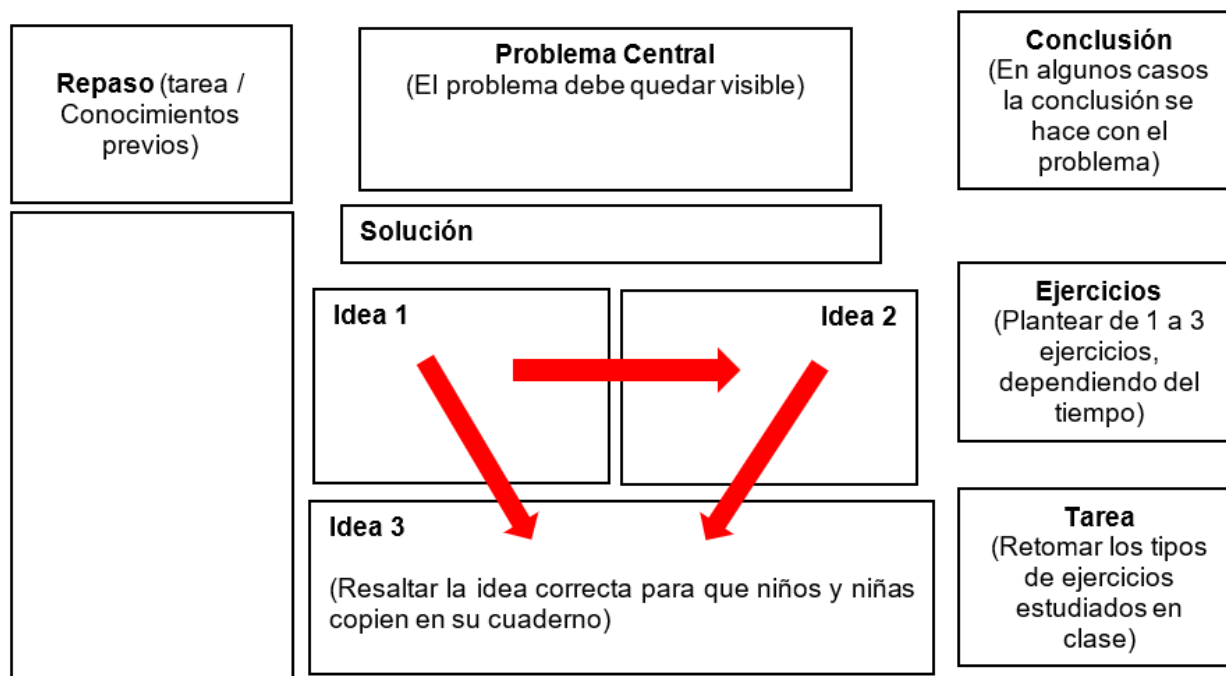 Repaso (tarea /
Conocimientos
previos)
Problema Central
(El problema debe quedar visible)
Solución
Idea 1
Idea 2
Idea 3
(Resaltar la idea correcta para que niños y niñas
copien en su cuaderno)
Conclusión
(En algunos casos
la conclusión se
hace con el
problema)
Ejercicios
(Plantear de 1 a 3
ejercicios,
dependiendo del
tiempo)
Tarea
(Retomar los tipos
de ejercicios
estudiados en
clase)